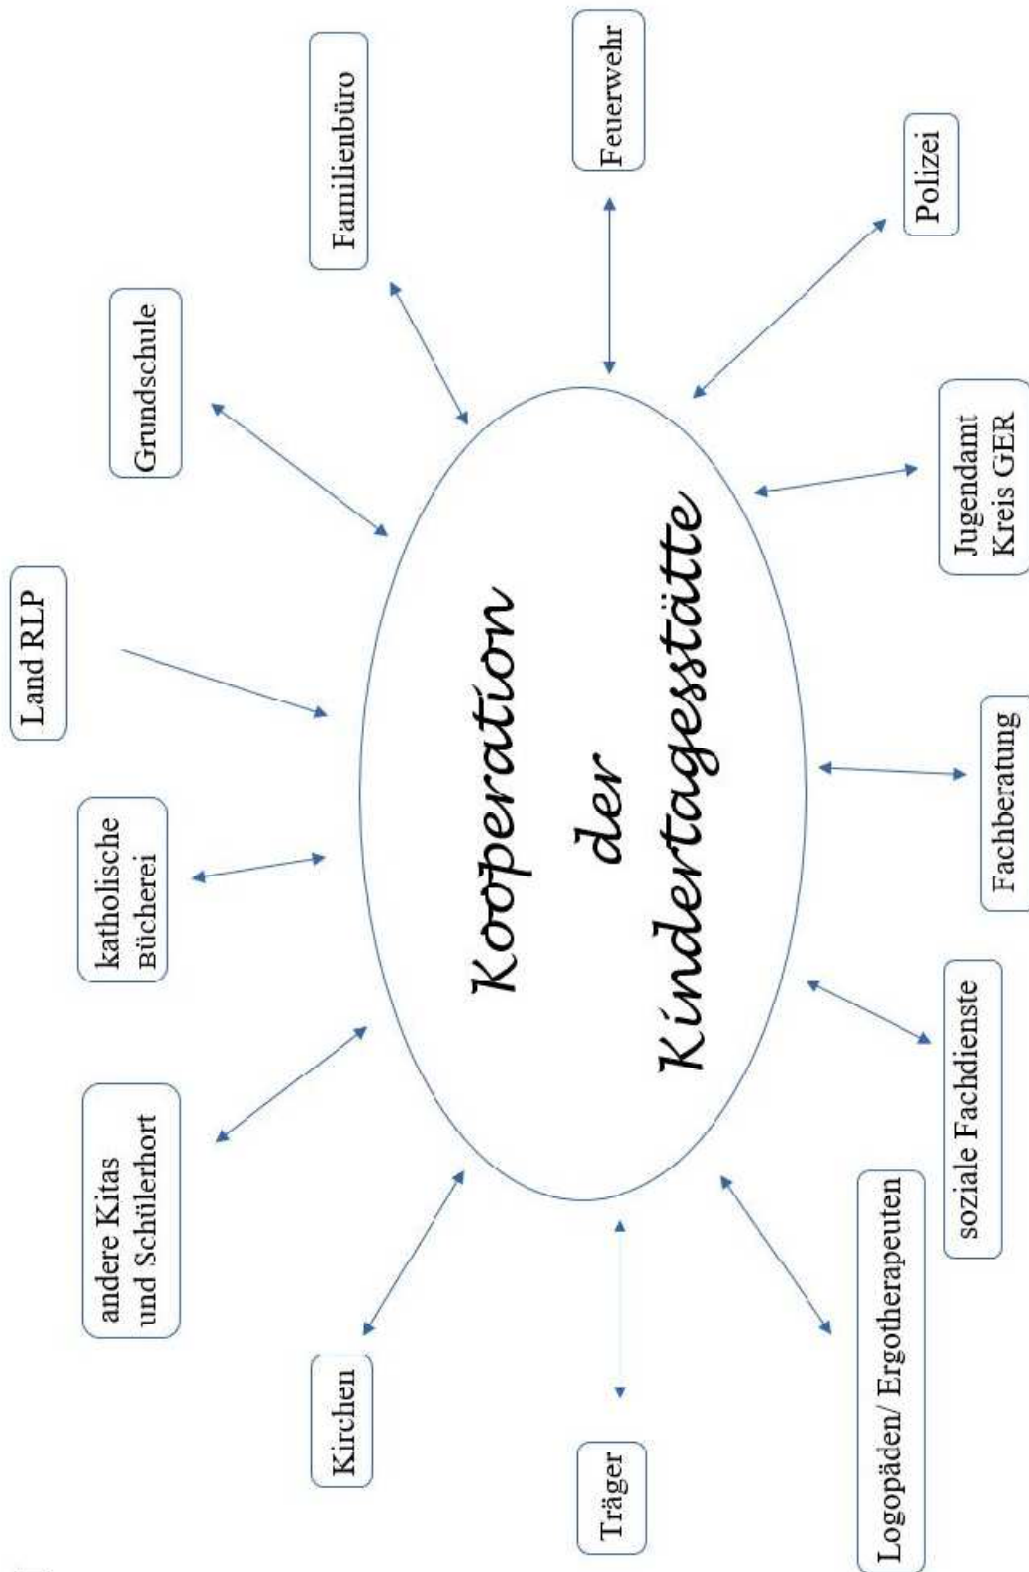 Land RLP
katholische
Bücherei
Grundschule
andere Kitas
und Schülerhort
Familienbüro
Kirchen
Kooperation
der
Kindertagesstätte
Feuerwehr
Träger
Polizei
Logopäden/ Ergotherapeuten
soziale Fachdienste
Fachberatung
Jugendamt
Kreis GER